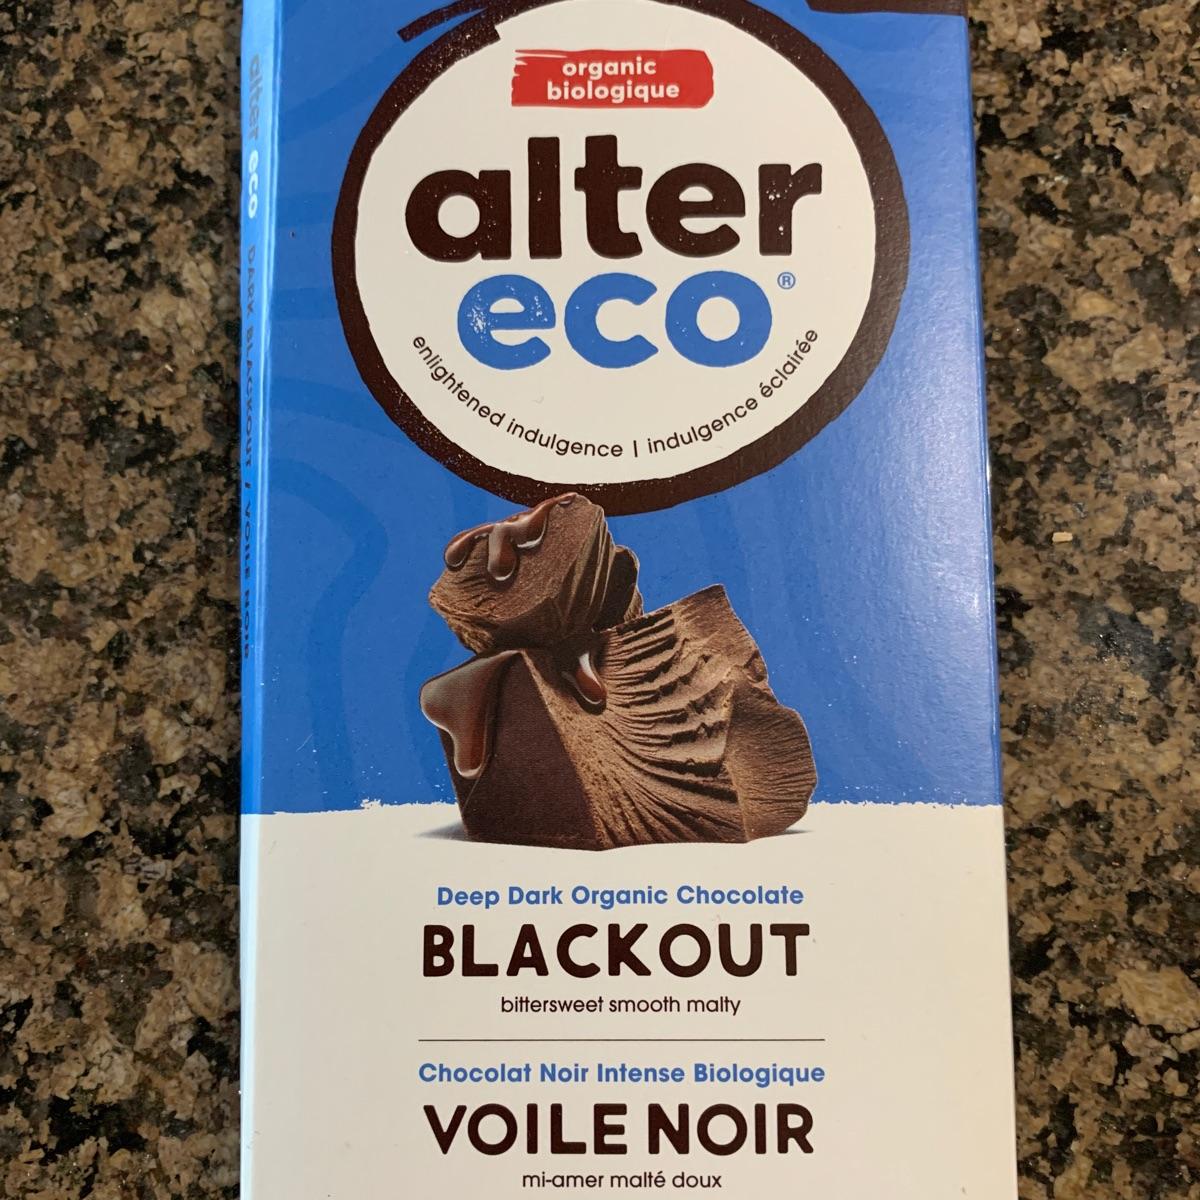 organic
biologique
alter
eco®
enlightened indulgence | indulgence éclairée
Deep Dark Organic Chocolate
BLACKOUT
bittersweet smooth malty
Chocolat Noir Intense Biologique
VOILE NOIR
mi-amer malté doux
alter eco DARK BLACKOUT / VOILE NOIR